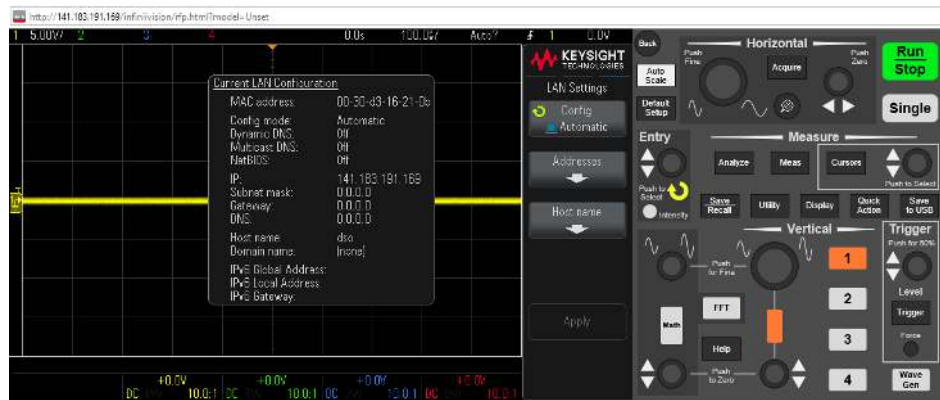 http://141.183.191.169/infiniivision/rfp.html?model=Unset
1 5.00V/ 2 3 4 0.0s 100.0%/ Auto? 1 0.0V
KEYSIGHT
TECHNOLOGIES
LAN Settings
Config
Automatic
Addresses
Host name
Apply
Current LAN Configuration
MAC address: 00-30-d3-16-21-0b
Config mode: Automatic
Dynamic DNS: Off
Multicast DNS: Off
NetBIOS: Off
IP: 141.183.191.169
Subnet mask: 0.0.0.0
Gateway: 0.0.0.0
DNS: 0.0.0.0
Host name: dso
Domain name: (none)
IPv6 Global Address:
IPv6 Local Address:
IPv6 Gateway:
+0.0V +0.0V +0.0V +0.0V
DC 10.0:1 DC 10.0:1 DC 10.0:1 DC 10.0:1
Back
Horizontal
Push
Fine
Push
Zero
Run
Stop
Auto
Scale
Acquire
Default
Setup
Single
Entry
Measure
Analyze
Meas
Cursors
Push to Select
Push to
Select
Intensity
Save
Recall
Utility
Display
Quick
Action
Save
to USB
Vertical
Trigger
Push for 50%
Push
for Fine
1
Level
FFT
2
Trigger
Math
3
Force
Help
Push
to Zero
4
Wave
Gen